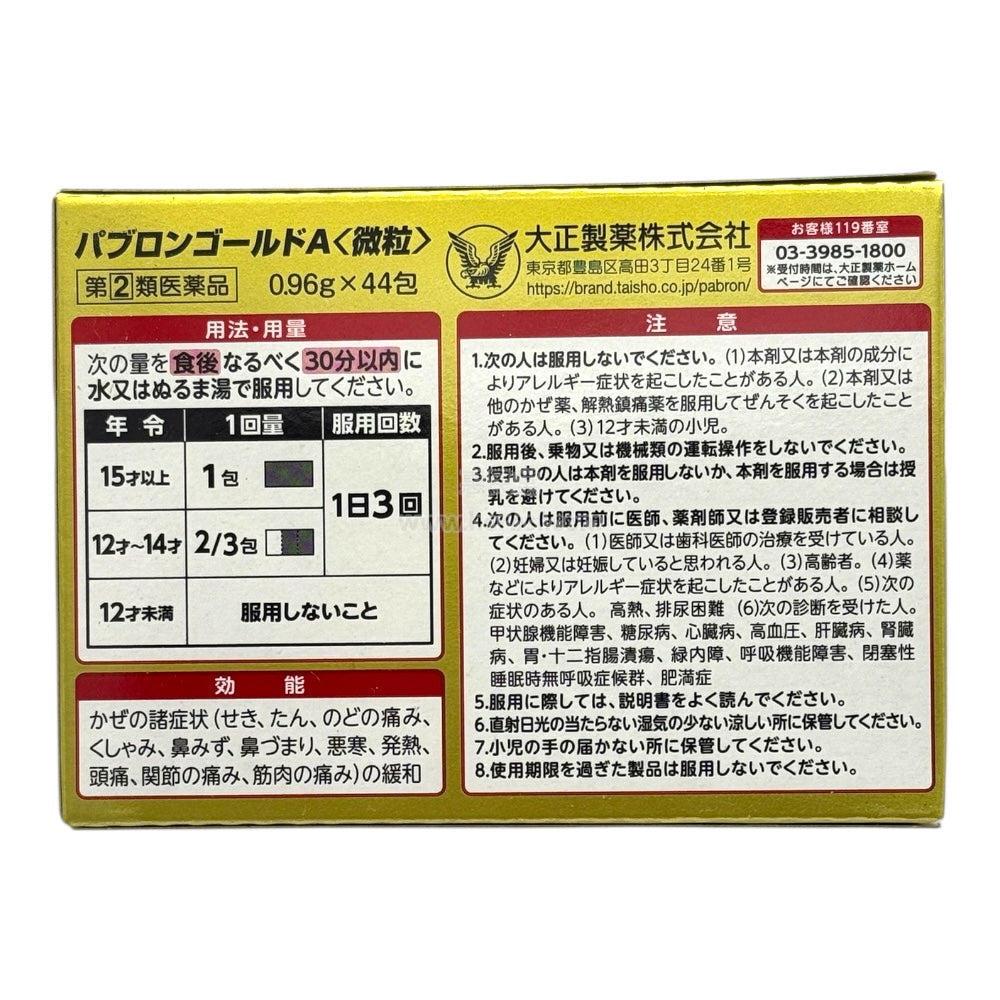 パブロンゴールドA〈微粒〉
第②類医薬品 0.96g×44包
大正製薬株式会社
東京都豊島区高田3丁目24番1号
https://brand.taisho.co.jp/pabron/
お客様119番室
03-3985-1800
※受付時間は、大正製薬ホーム
ページにてご確認ください
用法・用量
次の量を食後なるべく30分以内に
水又はぬるま湯で服用してください。
年令 1回量 服用回数
15才以上 1包
1日3回
12才〜14才 2/3包
12才未満 服用しないこと
効能
かぜの諸症状(せき、たん、のどの痛み、
くしゃみ、鼻みず、鼻づまり、悪寒、発熱、
頭痛、関節の痛み、筋肉の痛み)の緩和
注意
1.次の人は服用しないでください。(1)本剤又は本剤の成分に
よりアレルギー症状を起こしたことがある人。(2)本剤又は
他のかぜ薬、解熱鎮痛薬を服用してぜんそくを起こしたこと
がある人。(3)12才未満の小児。
2.服用後、乗物又は機械類の運転操作をしないでください。
3.授乳中の人は本剤を服用しないか、本剤を服用する場合は授
乳を避けてください。
4.次の人は服用前に医師、薬剤師又は登録販売者に相談し
てください。(1)医師又は歯科医師の治療を受けている人。
(2)妊婦又は妊娠していると思われる人。(3)高齢者。(4)薬
などによりアレルギー症状を起こしたことがある人。(5)次の
症状のある人。高熱、排尿困難 (6)次の診断を受けた人。
甲状腺機能障害、糖尿病、心臓病、高血圧、肝臓病、腎臓
病、胃・十二指腸潰瘍、緑内障、呼吸機能障害、閉塞性
睡眠時無呼吸症候群、肥満症
5.服用に際しては、説明書をよく読んでください。
6.直射日光の当たらない湿気の少ない涼しい所に保管してください。
7.小児の手の届かない所に保管してください。
8.使用期限を過ぎた製品は服用しないでください。